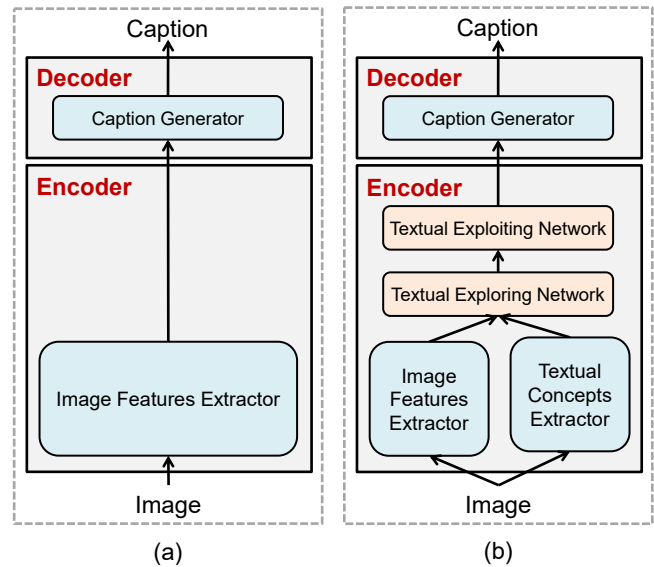 Caption
Decoder
Caption Generator
Encoder
Image Features Extractor
Image
(a)
Caption
Decoder
Caption Generator
Encoder
Textual Exploiting Network
Textual Exploring Network
Image
Features
Extractor
Textual
Concepts
Extractor
Image
(b)